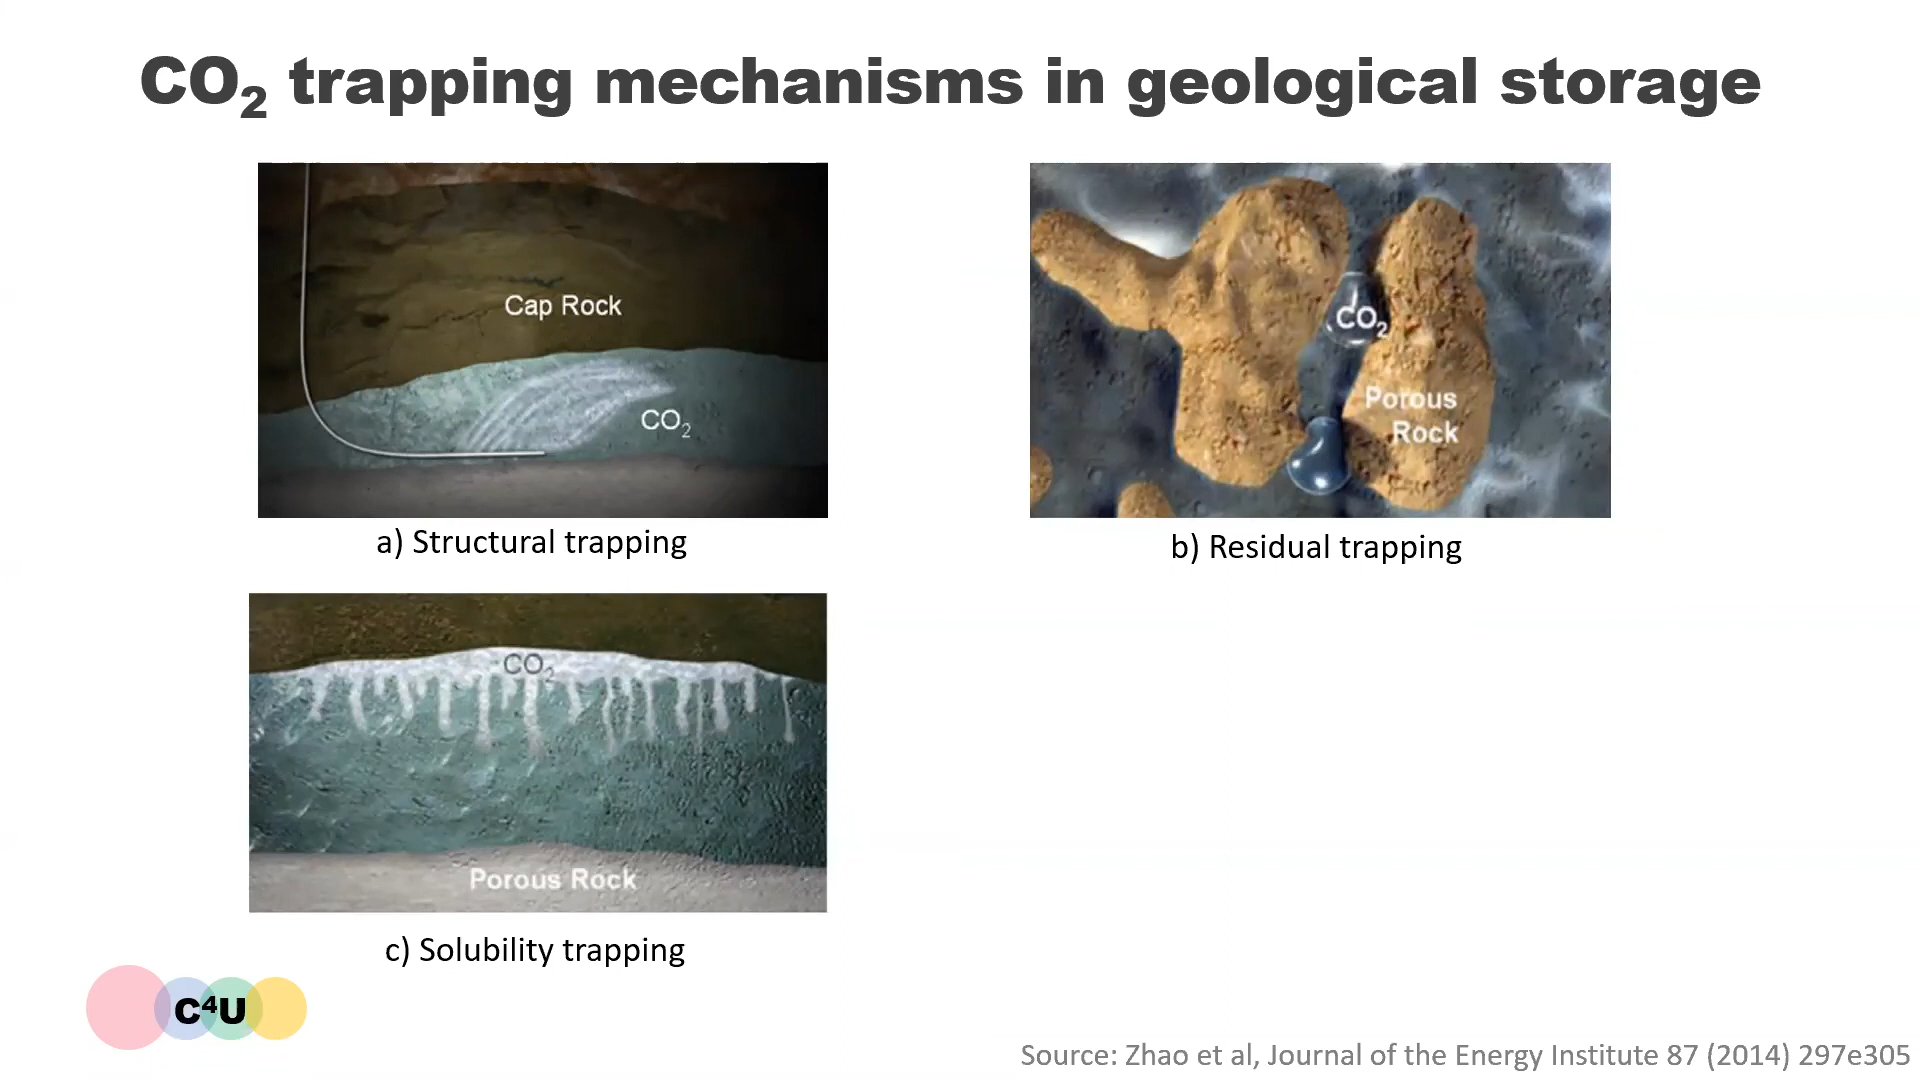 CO₂ trapping mechanisms in geological storage
Cap Rock
CO₂
a) Structural trapping
CO₂
Porous
Rock
b) Residual trapping
CO₂
Porous Rock
c) Solubility trapping
C⁴U
Source: Zhao et al, Journal of the Energy Institute 87 (2014) 297e305